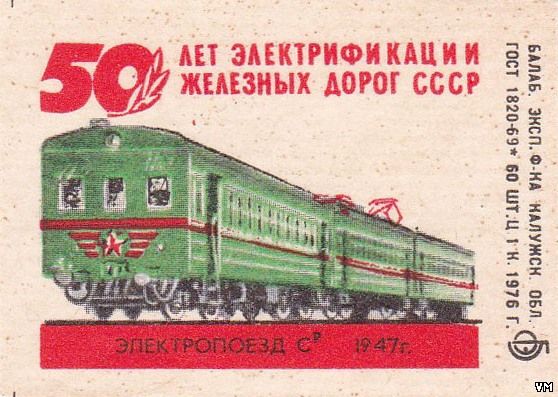 50 ЛЕТ ЭЛЕКТРИФИКАЦИИ
ЖЕЛЕЗНЫХ ДОРОГ СССР
ЭЛЕКТРОПОЕЗД Сᴿ 1947г.
БАЛАБ. ЭКСП. Ф-КА КАЛУЖСК. ОБЛ.
ГОСТ 1820-69* 60 ШТ. Ц. 1 К. 1976 Г.
Б
VM